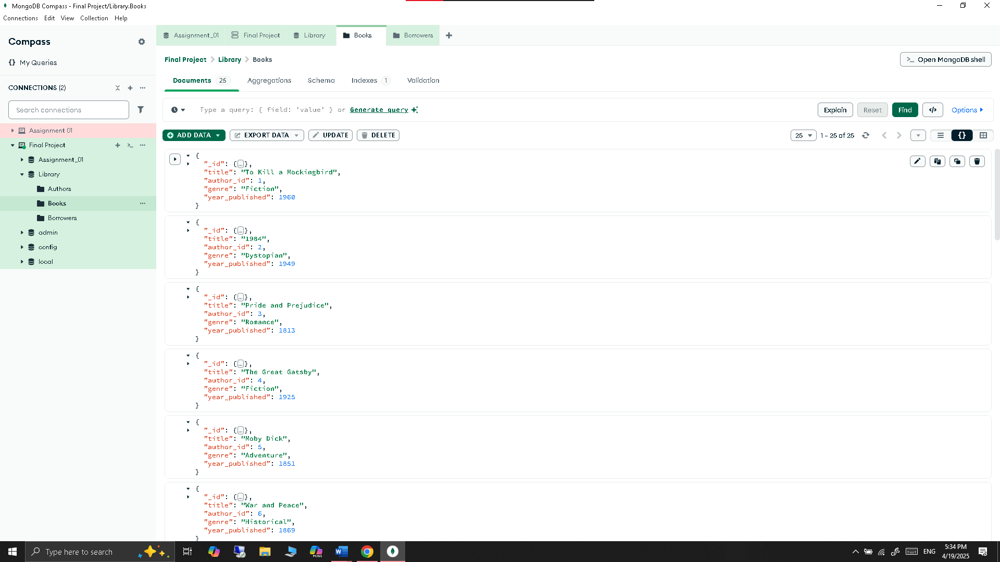 MongoDB Compass - Final Project/Library.Books
Connections Edit View Collection Help
Compass
{} My Queries
CONNECTIONS (2)
Search connections
Assignment 01
Final Project
Assignment_01
Library
Authors
Books
Borrowers
admin
config
local
Assignment_01 Final Project Library Books Borrowers +
Final Project > Library > Books
>_ Open MongoDB shell
Documents 25 Aggregations Schema Indexes 1 Validation
Type a query: { field: 'value' } or Generate query
Explain Reset Find </> Options
ADD DATA EXPORT DATA UPDATE DELETE
25 1 – 25 of 25 {}
{
"_id": {…},
"title": "To Kill a Mockingbird",
"author_id": 1,
"genre": "Fiction",
"year_published": 1960
}
{
"_id": {…},
"title": "1984",
"author_id": 2,
"genre": "Dystopian",
"year_published": 1949
}
{
"_id": {…},
"title": "Pride and Prejudice",
"author_id": 3,
"genre": "Romance",
"year_published": 1813
}
{
"_id": {…},
"title": "The Great Gatsby",
"author_id": 4,
"genre": "Fiction",
"year_published": 1925
}
{
"_id": {…},
"title": "Moby Dick",
"author_id": 5,
"genre": "Adventure",
"year_published": 1851
}
{
"_id": {…},
"title": "War and Peace",
"author_id": 6,
"genre": "Historical",
"year_published": 1869
}
Type here to search
M365
ENG
5:34 PM
4/19/2025